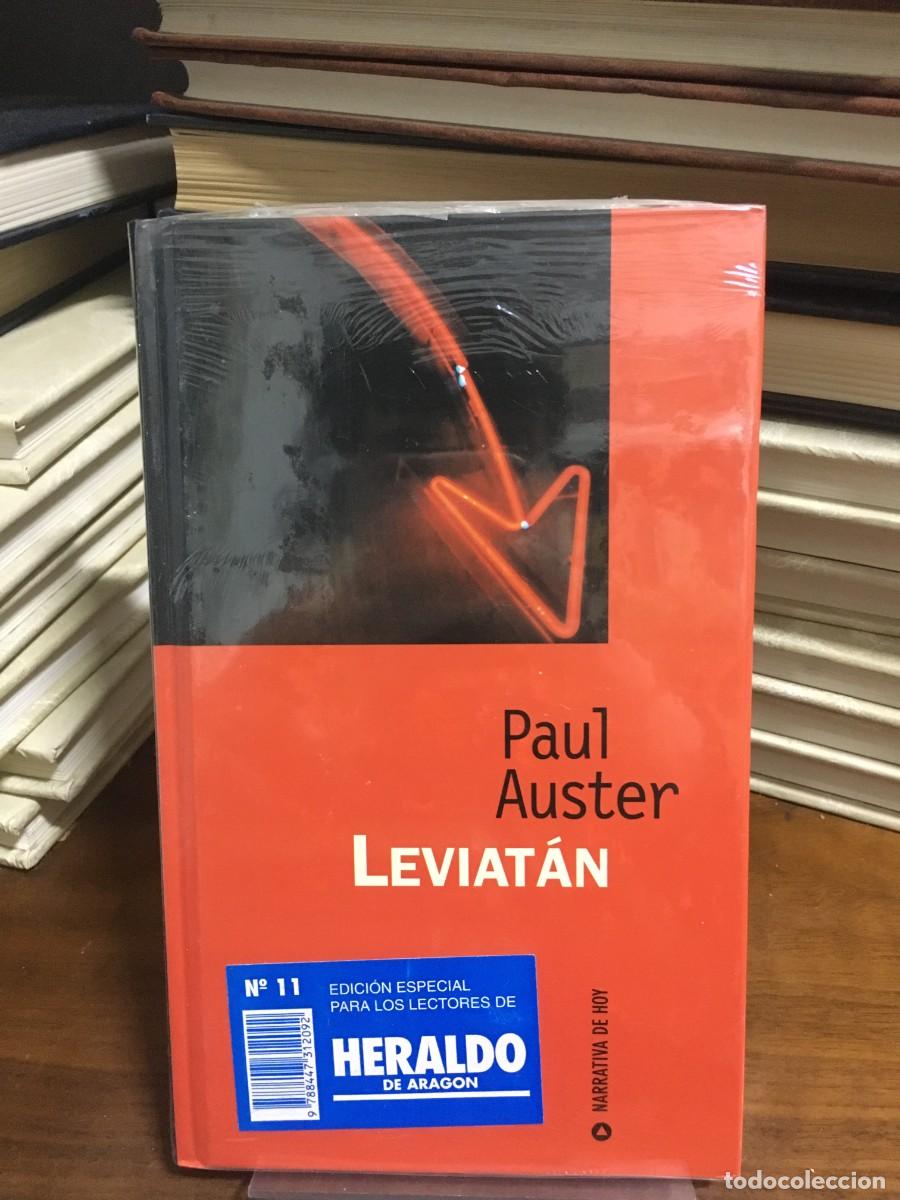 Paul
Auster
LEVIATÁN
Nº 11
EDICIÓN ESPECIAL
PARA LOS LECTORES DE
HERALDO
DE ARAGON
9 788447 312092
NARRATIVA DE HOY
todocoleccion